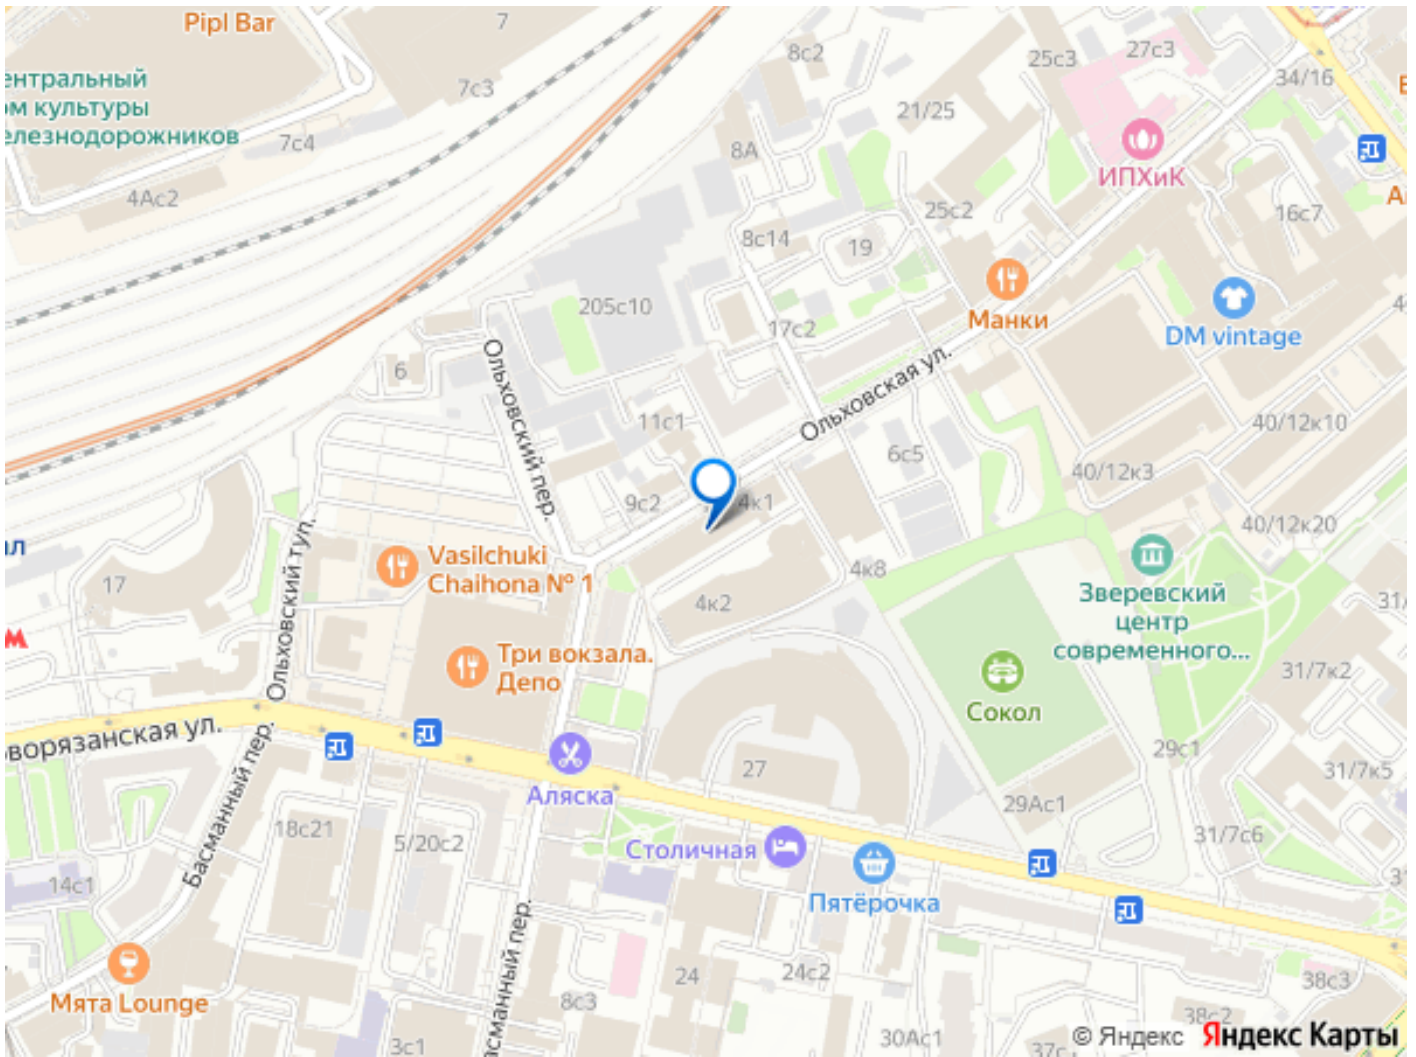 Pipl Bar
7
8с2
25с3
27с3
34/16
ентральный
ом культуры
елезнодорожников
7с3
7с4
21/25
8А
ИПХиК
4Ас2
25с2
16с7
8с14
19
205с10
17с2
Манки
DM vintage
Ольховский пер.
6
Ольховская ул.
11с1
6с5
40/12к10
40/12к3
9с2
4к1
40/12к20
Vasilchuki
Chaihona № 1
17
4к2
4к8
Зверевский
центр
современного...
Ольховский туп.
Три вокзала.
Депо
31/7к2
Сокол
ворязанская ул.
29с1
27
31/7к5
Аляска
29Ас1
Басманный пер.
18с21
5/20с2
Столичная
31/7с6
14с1
Пятёрочка
асманный пер.
24
24с2
38с3
Мята Lounge
8с3
38с2
30Ас1
3с1
37с
© Яндекс Яндекс Карты